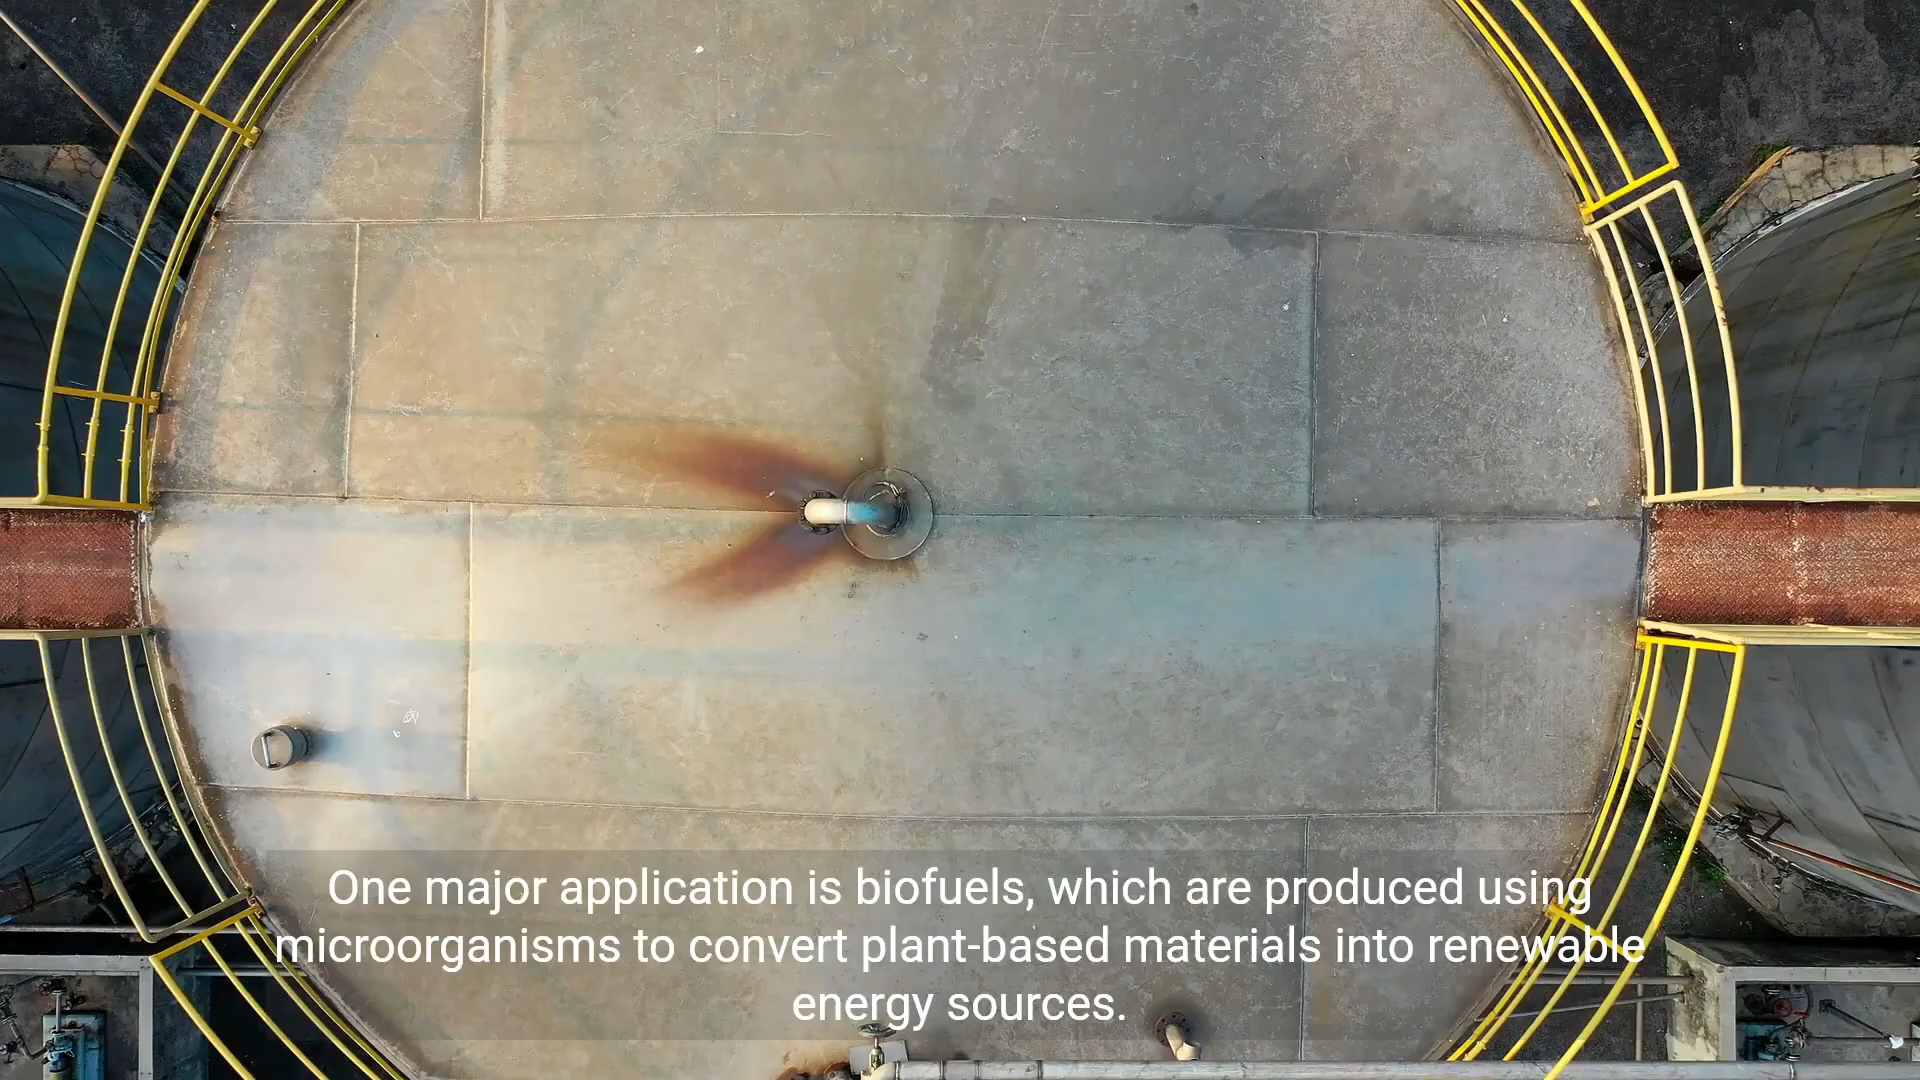 One major application is biofuels, which are produced using
microorganisms to convert plant-based materials into renewable
energy sources.